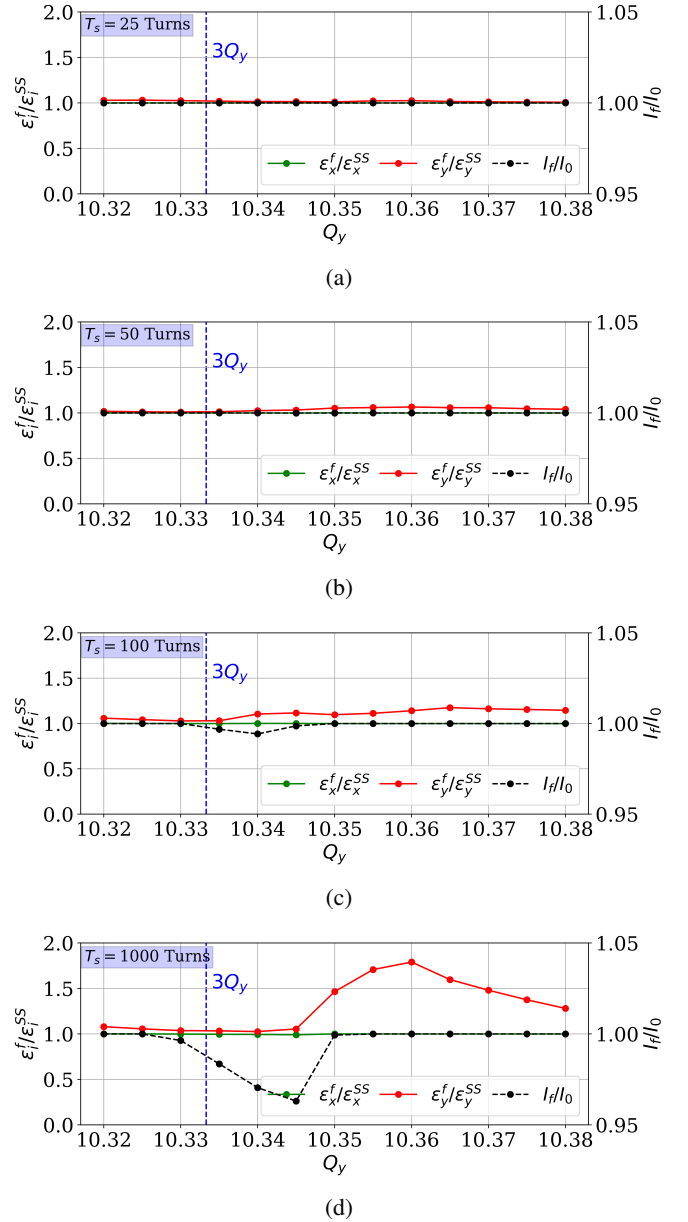 T_s = 25 Turns
3Q_y
ε_i^f/ε_i^SS
2.0
1.5
1.0
0.5
0.0
1.05
1.00
0.95
I_f/I_0
ε_x^f/ε_x^SS ε_y^f/ε_y^SS I_f/I_0
10.32 10.33 10.34 10.35 10.36 10.37 10.38
Q_y
(a)
T_s = 50 Turns
3Q_y
ε_i^f/ε_i^SS
2.0
1.5
1.0
0.5
0.0
1.05
1.00
0.95
I_f/I_0
ε_x^f/ε_x^SS ε_y^f/ε_y^SS I_f/I_0
10.32 10.33 10.34 10.35 10.36 10.37 10.38
Q_y
(b)
T_s = 100 Turns
3Q_y
ε_i^f/ε_i^SS
2.0
1.5
1.0
0.5
0.0
1.05
1.00
0.95
I_f/I_0
ε_x^f/ε_x^SS ε_y^f/ε_y^SS I_f/I_0
10.32 10.33 10.34 10.35 10.36 10.37 10.38
Q_y
(c)
T_s = 1000 Turns
3Q_y
ε_i^f/ε_i^SS
2.0
1.5
1.0
0.5
0.0
1.05
1.00
0.95
I_f/I_0
ε_x^f/ε_x^SS ε_y^f/ε_y^SS I_f/I_0
10.32 10.33 10.34 10.35 10.36 10.37 10.38
Q_y
(d)